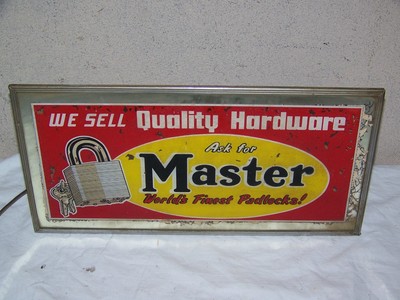 WE SELL Quality Hardware
Ask for
Master
World's Finest Padlocks!